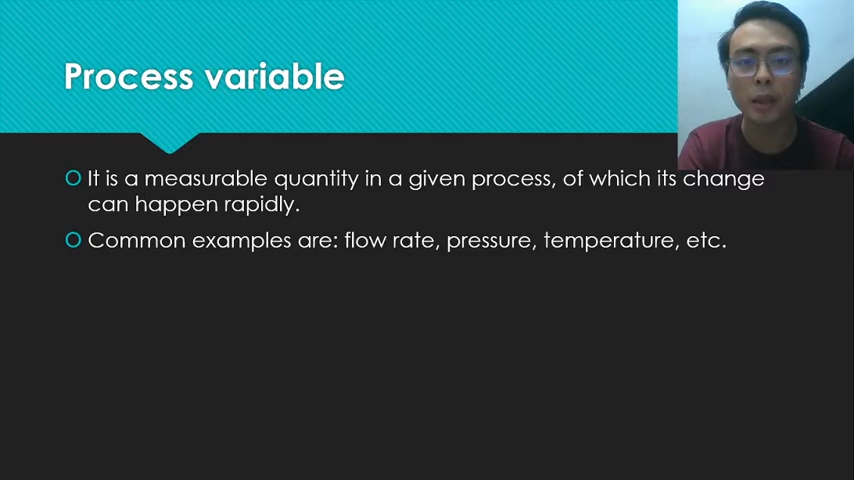 Process variable
It is a measurable quantity in a given process, of which its change
can happen rapidly.
Common examples are: flow rate, pressure, temperature, etc.